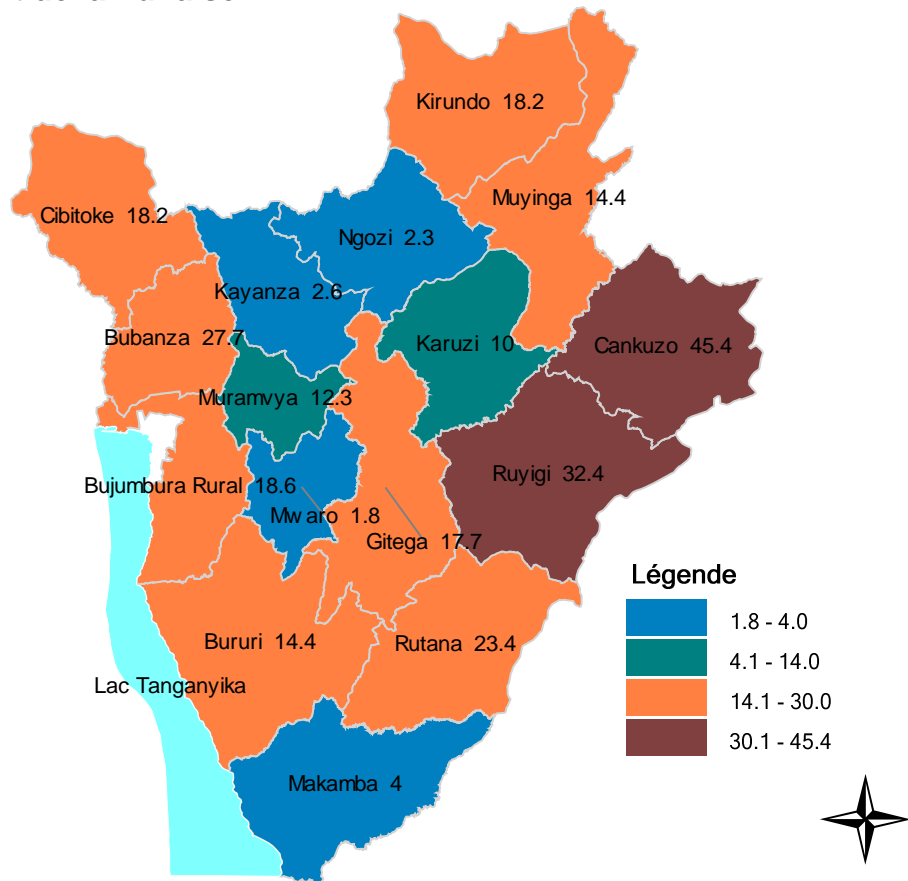 Kirundo 18.2
Muyinga 14.4
Cibitoke 18.2
Ngozi 2.3
Kayanza 2.6
Bubanza 27.7
Karuzi 10
Cankuzo 45.4
Muramvya 12.3
Ruyigi 32.4
Bujumbura Rural 18.6
Mwaro 1.8
Gitega 17.7
Bururi 14.4
Rutana 23.4
Lac Tanganyika
Makamba 4
Légende
1.8 - 4.0
4.1 - 14.0
14.1 - 30.0
30.1 - 45.4